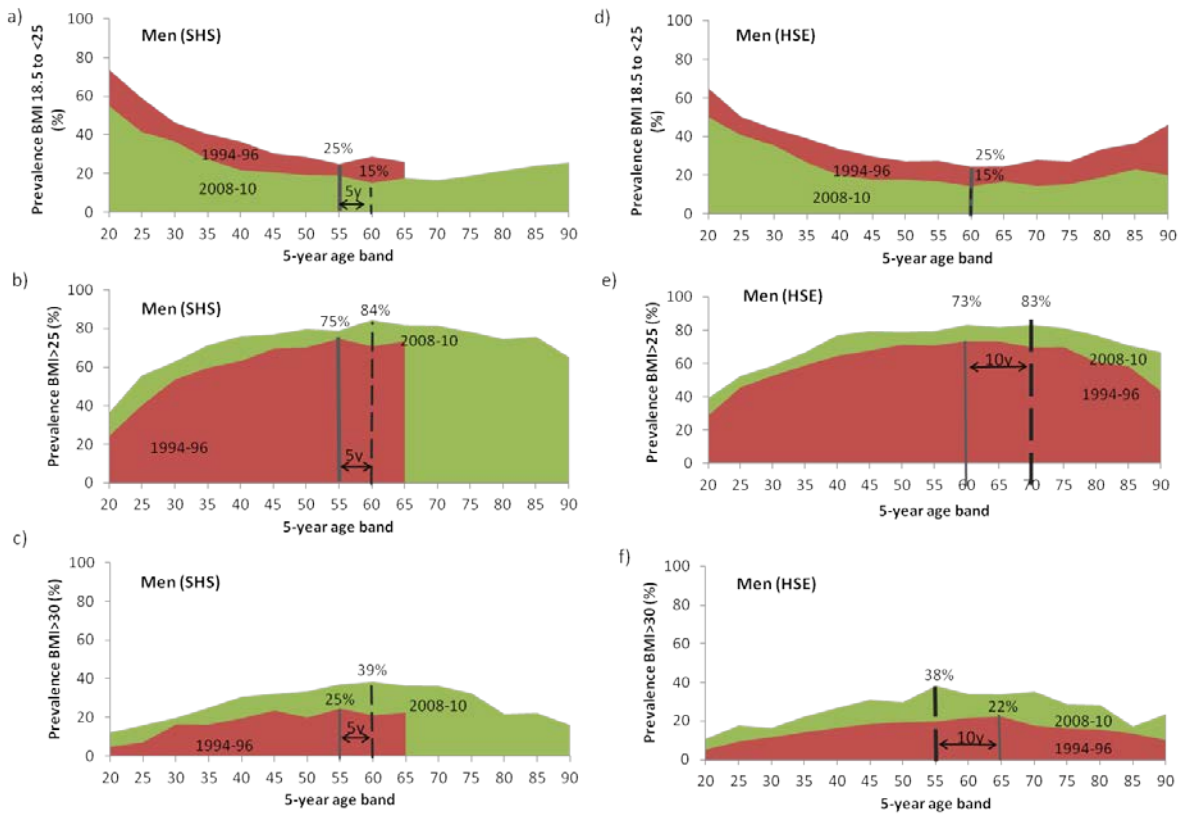 a)
Men (SHS)
Prevalence BMI 18.5 to <25
(%)
100
80
60
40
20
0
1994-96
2008-10
25%
15%
5y
20 25 30 35 40 45 50 55 60 65 70 75 80 85 90
5-year age band
d)
Men (HSE)
Prevalence BMI 18.5 to <25
(%)
100
80
60
40
20
0
25%
15%
1994-96
2008-10
20 25 30 35 40 45 50 55 60 65 70 75 80 85 90
5-year age band
b)
Men (SHS)
Prevalence BMI>25 (%)
100
80
60
40
20
0
75%
84%
2008-10
1994-96
5y
20 25 30 35 40 45 50 55 60 65 70 75 80 85 90
5-year age band
e)
Men (HSE)
Prevalence BMI>25 (%)
100
80
60
40
20
0
73%
83%
2008-10
10y
1994-96
20 25 30 35 40 45 50 55 60 65 70 75 80 85 90
5-year age band
c)
Men (SHS)
Prevalence BMI>30 (%)
100
80
60
40
20
0
39%
25%
2008-10
1994-96
5y
20 25 30 35 40 45 50 55 60 65 70 75 80 85 90
5-year age band
f)
Men (HSE)
Prevalence BMI>30 (%)
100
80
60
40
20
0
38%
22%
2008-10
10y
1994-96
20 25 30 35 40 45 50 55 60 65 70 75 80 85 90
5-year age band